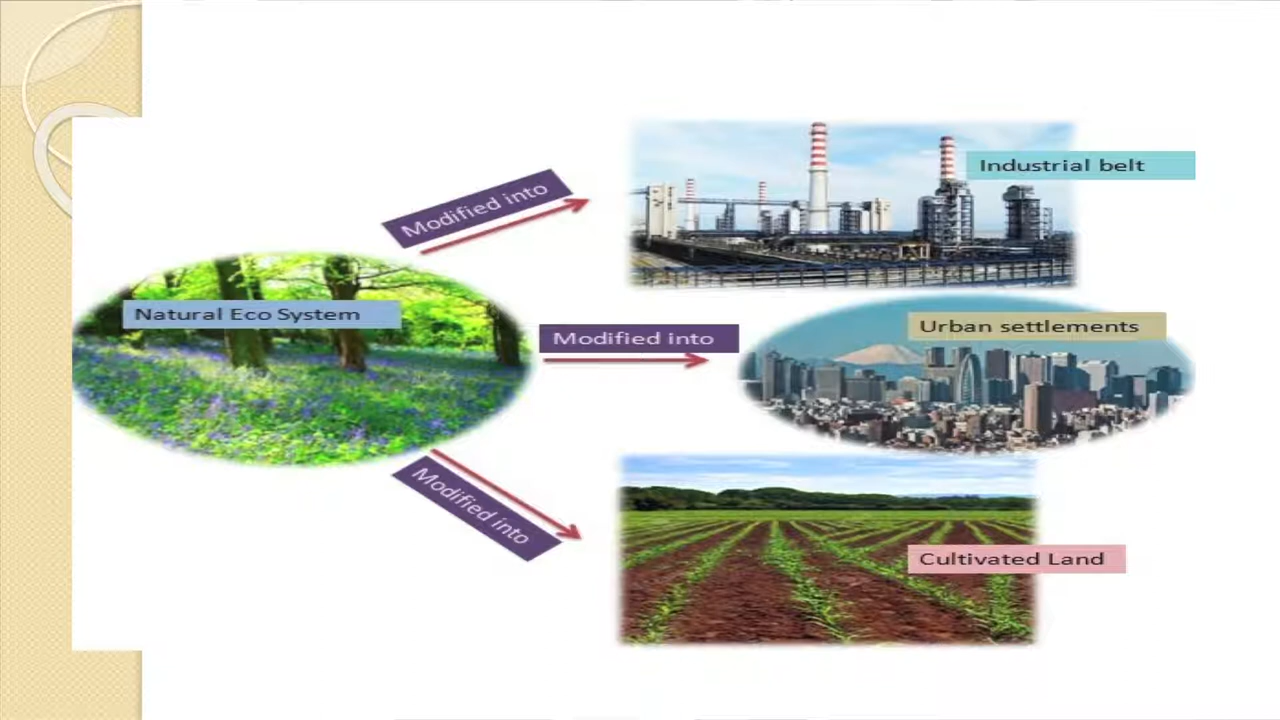 Industrial belt
Modified into
Natural Eco System
Urban settlements
Modified into
Modified into
Cultivated Land